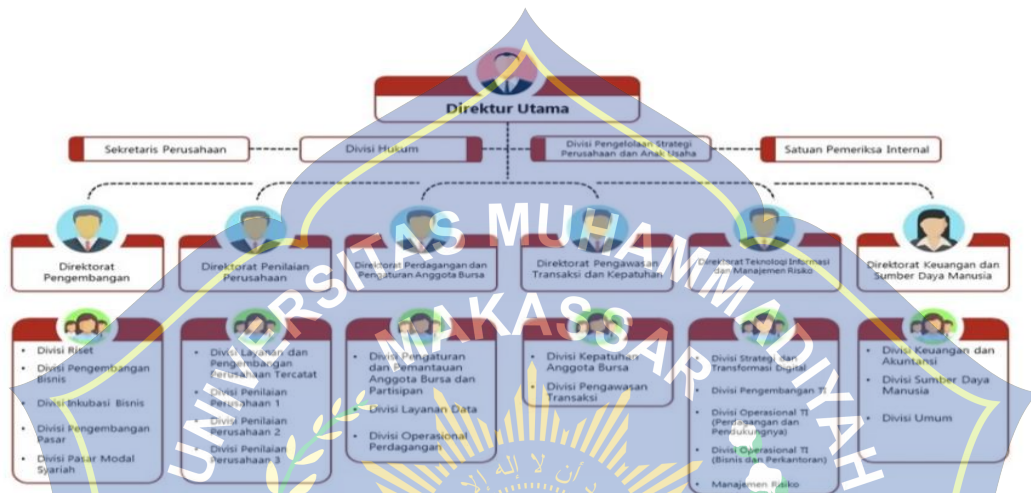 Direktur Utama
Sekretaris Perusahaan
Divisi Hukum
Divisi Pengelolaan Strategi
Perusahaan dan Anak Usaha
Satuan Pemeriksa Internal
Direktorat
Pengembangan
Direktorat Penilaian
Perusahaan
Direktorat Perdagangan dan
Pengaturan Anggota Bursa
Direktorat Pengawasan
Transaksi dan Kepatuhan
Direktorat Teknologi Informasi
dan Manajemen Risiko
Direktorat Keuangan dan
Sumber Daya Manusia
• Divisi Riset
• Divisi Pengembangan
Bisnis
• Divisi Inkubasi Bisnis
• Divisi Pengembangan
Pasar
• Divisi Pasar Modal
Syariah
• Divisi Layanan dan
Pengembangan
Perusahaan Tercatat
• Divisi Penilaian
Perusahaan 1
Divisi Penilaian
Perusahaan 2
Divisi Penilaian
Perusahaan 3
• Divisi Pengaturan
dan Pemantauan
Anggota Bursa dan
Partisipan
• Divisi Layanan Data
• Divisi Operasional
Perdagangan
• Divisi Kepatuhan
Anggota Bursa
• Divisi Pengawasan
Transaksi
• Divisi Strategi dan
Transformasi Digital
• Divisi Pengembangan TI
• Divisi Operasional TI
(Perdagangan dan
Pendukungnya)
• Divisi Operasional TI
(Bisnis dan Perkantoran)
• Manajemen Risiko
• Divisi Keuangan dan
Akuntansi
• Divisi Sumber Daya
Manusia
• Divisi Umum
UNIVERSITAS MUHAMMADIYAH
MAKASSAR